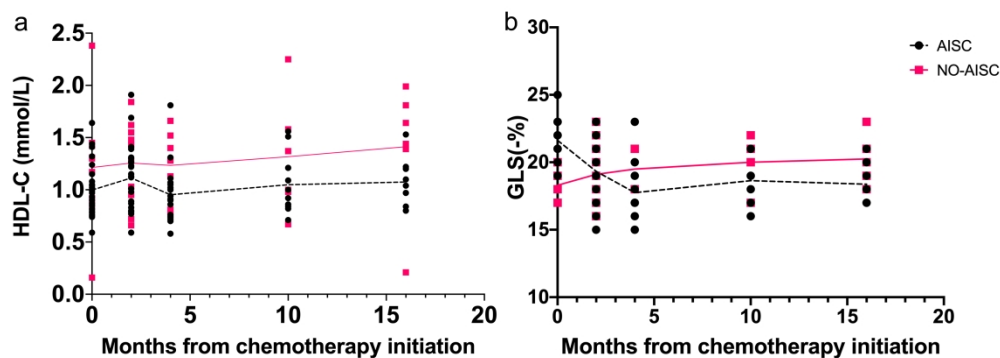 a
HDL-C (mmol/L)
2.5
2.0
1.5
1.0
0.5
0.0
0
5
10
15
20
Months from chemotherapy initiation
b
GLS(-%)
30
25
20
15
10
0
5
10
15
20
Months from chemotherapy initiation
AISC
NO-AISC